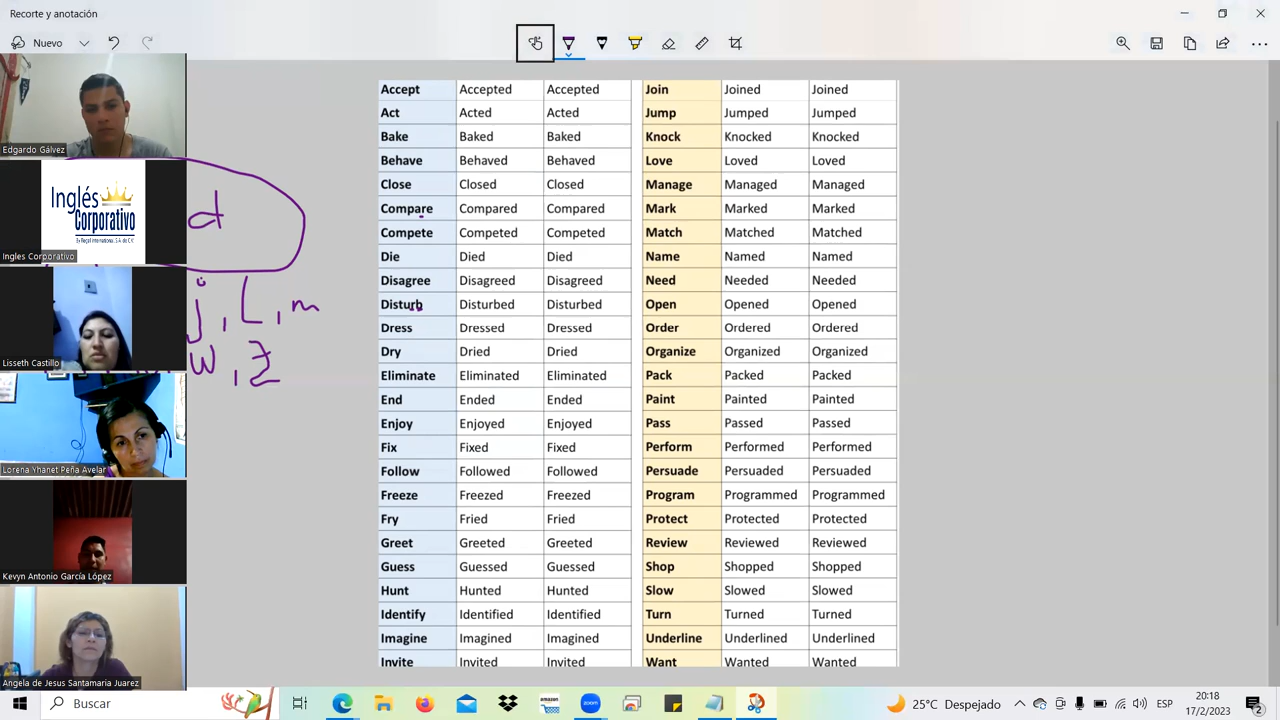 Recorte y anotación
Nuevo
Edgardo Gálvez
Inglés
Corporativo
Ingles Corporativo
Lisseth Castillo
Lorena Yhanet Peña Avelar
Kevyn Antonio García López
Angela de Jesus Santamaria Juarez
d
j, L, m
W, Z
Accept Accepted Accepted Join Joined Joined
Act Acted Acted Jump Jumped Jumped
Bake Baked Baked Knock Knocked Knocked
Behave Behaved Behaved Love Loved Loved
Close Closed Closed Manage Managed Managed
Compare Compared Compared Mark Marked Marked
Compete Competed Competed Match Matched Matched
Die Died Died Name Named Named
Disagree Disagreed Disagreed Need Needed Needed
Disturb Disturbed Disturbed Open Opened Opened
Dress Dressed Dressed Order Ordered Ordered
Dry Dried Dried Organize Organized Organized
Eliminate Eliminated Eliminated Pack Packed Packed
End Ended Ended Paint Painted Painted
Enjoy Enjoyed Enjoyed Pass Passed Passed
Fix Fixed Fixed Perform Performed Performed
Follow Followed Followed Persuade Persuaded Persuaded
Freeze Freezed Freezed Program Programmed Programmed
Fry Fried Fried Protect Protected Protected
Greet Greeted Greeted Review Reviewed Reviewed
Guess Guessed Guessed Shop Shopped Shopped
Hunt Hunted Hunted Slow Slowed Slowed
Identify Identified Identified Turn Turned Turned
Imagine Imagined Imagined Underline Underlined Underlined
Invite Invited Invited Want Wanted Wanted
Buscar
amazon
zoom
25°C Despejado
ESP
20:18
17/2/2023
2